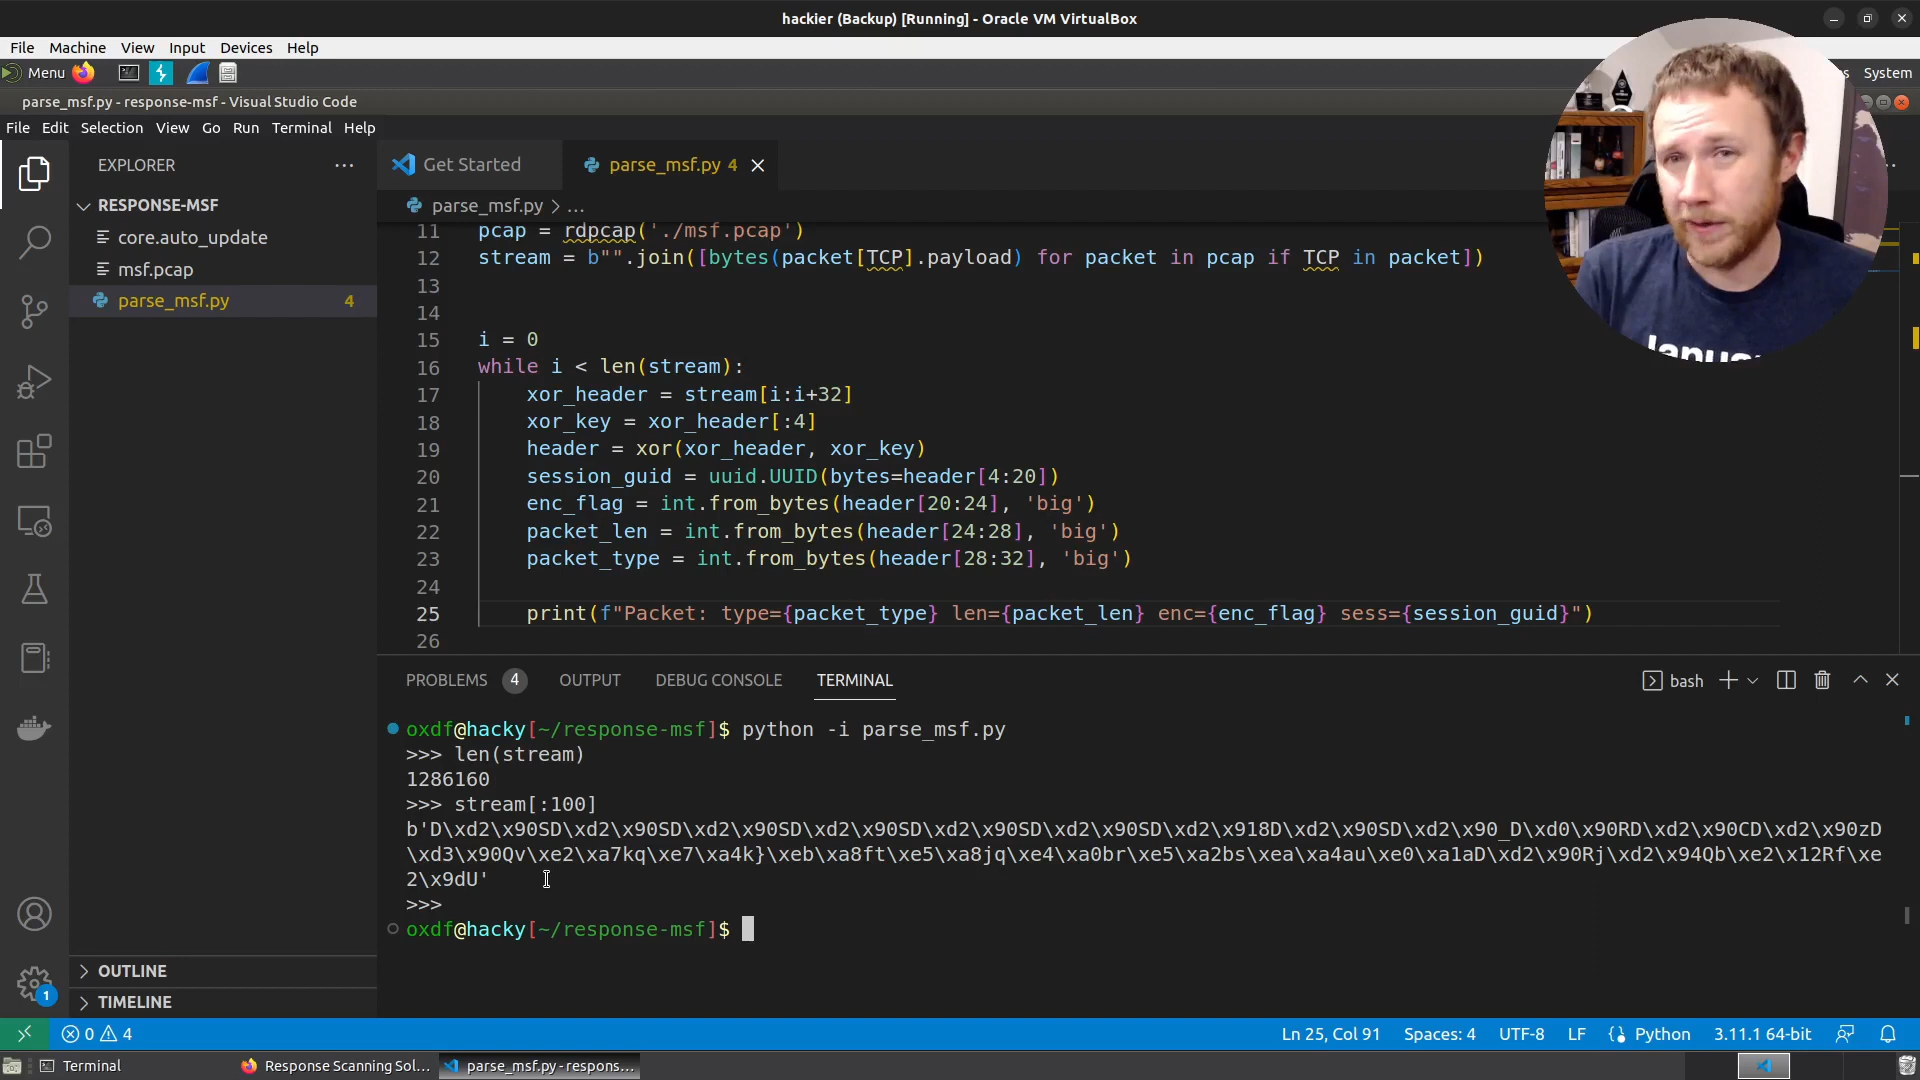 hackier (Backup) [Running] - Oracle VM VirtualBox
File Machine View Input Devices Help
Menu System
parse_msf.py - response-msf - Visual Studio Code
File Edit Selection View Go Run Terminal Help
EXPLORER ...
Get Started
parse_msf.py 4
RESPONSE-MSF
parse_msf.py > ...
core.auto_update
msf.pcap
parse_msf.py 4
11 pcap = rdpcap('./msf.pcap')
12 stream = b"".join([bytes(packet[TCP].payload) for packet in pcap if TCP in packet])
13
14
15 i = 0
16 while i < len(stream):
17 xor_header = stream[i:i+32]
18 xor_key = xor_header[:4]
19 header = xor(xor_header, xor_key)
20 session_guid = uuid.UUID(bytes=header[4:20])
21 enc_flag = int.from_bytes(header[20:24], 'big')
22 packet_len = int.from_bytes(header[24:28], 'big')
23 packet_type = int.from_bytes(header[28:32], 'big')
24
25 print(f"Packet: type={packet_type} len={packet_len} enc={enc_flag} sess={session_guid}")
26
PROBLEMS 4 OUTPUT DEBUG CONSOLE TERMINAL
bash
oxdf@hacky[~/response-msf]$ python -i parse_msf.py
>>> len(stream)
1286160
>>> stream[:100]
b'D\xd2\x90SD\xd2\x90SD\xd2\x90SD\xd2\x90SD\xd2\x90SD\xd2\x90SD\xd2\x918D\xd2\x90SD\xd2\x90_D\xd0\x90RD\xd2\x90CD\xd2\x90zD
\xd3\x90Qv\xe2\xa7kq\xe7\xa4k}\xeb\xa8ft\xe5\xa8jq\xe4\xa0br\xe5\xa2bs\xea\xa4au\xe0\xa1aD\xd2\x90Rj\xd2\x94Qb\xe2\x12Rf\xe
2\x9dU'
>>>
oxdf@hacky[~/response-msf]$
OUTLINE
TIMELINE
1
0 4
Ln 25, Col 91 Spaces: 4 UTF-8 LF Python 3.11.1 64-bit
Terminal
Response Scanning Sol...
parse_msf.py - respons...